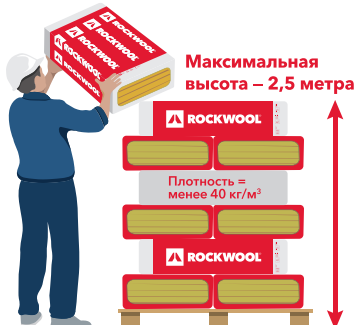 ROCKWOOL
ROCKWOOL
Максимальная
высота – 2,5 метра
ROCKWOOL
Плотность =
менее 40 кг/м³
ROCKWOOL